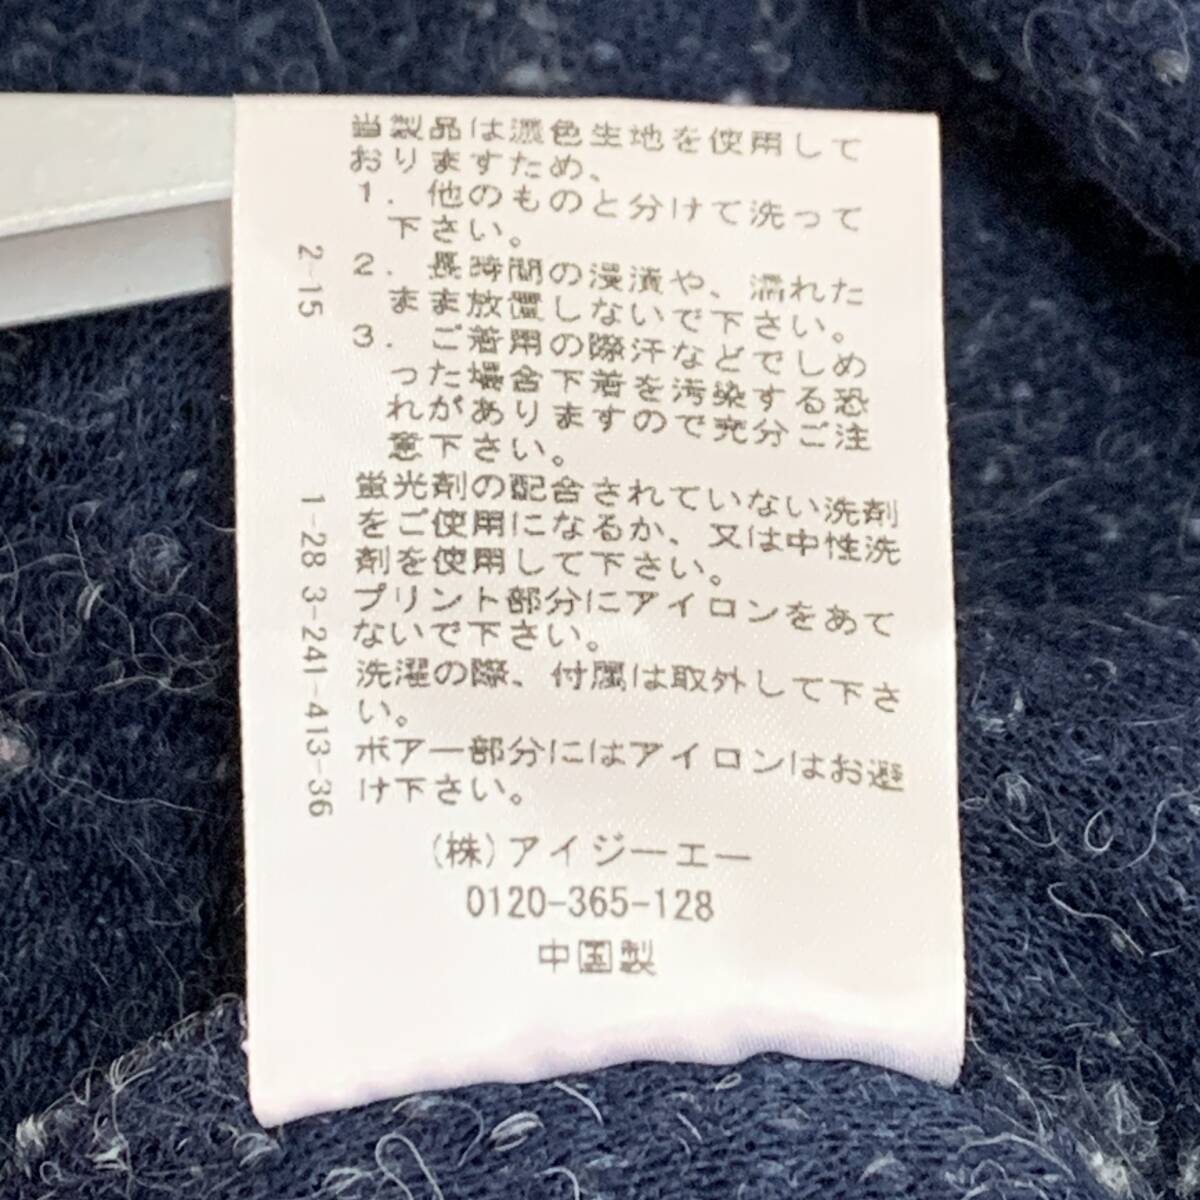 当製品は濃色生地を使用して
おりますため、
1. 他のものと分けて洗って
下さい。
2. 長時間の浸漬や、濡れた
まま放置しないで下さい。
3. ご着用の際汗などでしめ
った場合下着を汚染する恐
れがありますので充分ご注
意下さい。
蛍光剤の配合されていない洗剤
をご使用になるか、又は中性洗
剤を使用して下さい。
プリント部分にアイロンをあて
ないで下さい。
洗濯の際、付属は取外して下さ
い。
ボアー部分にはアイロンはお避
け下さい。
(株)アイジーエー
0120-365-128
中国製
2-15
1-28 3-241-413-36